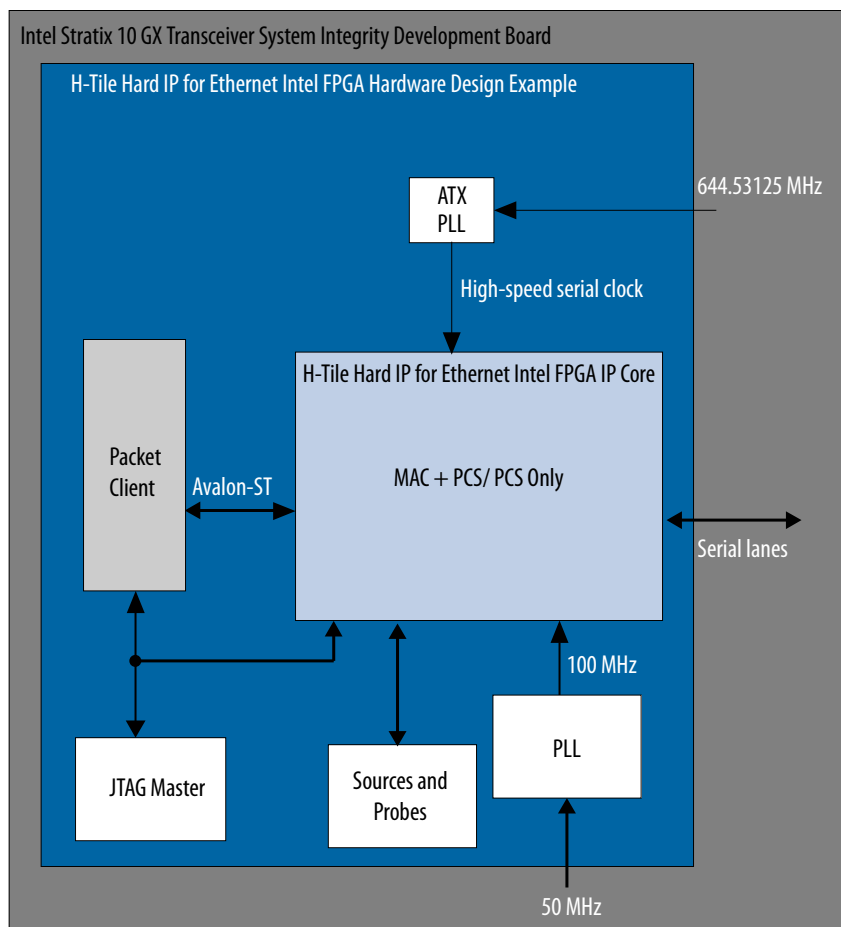 Intel Stratix 10 GX Transceiver System Integrity Development Board
H-Tile Hard IP for Ethernet Intel FPGA Hardware Design Example
644.53125 MHz
ATX
PLL
High-speed serial clock
H-Tile Hard IP for Ethernet Intel FPGA IP Core
Packet
Client
Avalon-ST
MAC + PCS/ PCS Only
Serial lanes
100 MHz
JTAG Master
Sources and
Probes
PLL
50 MHz